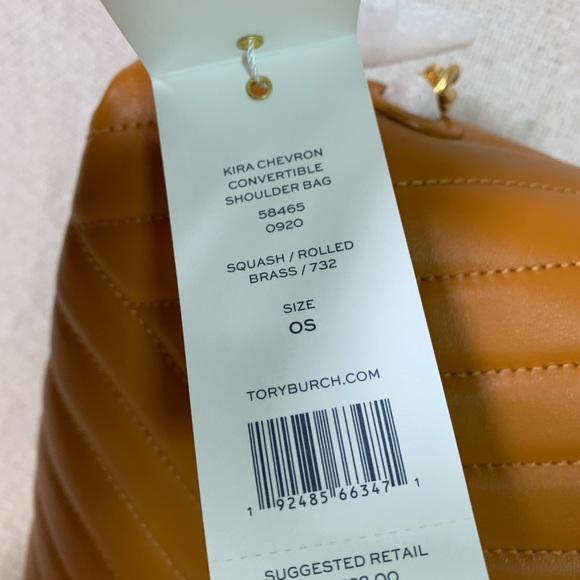 KIRA CHEVRON
CONVERTIBLE
SHOULDER BAG
58465
0920
SQUASH / ROLLED
BRASS / 732
SIZE
OS
TORYBURCH.COM
1 92485 66347 1
SUGGESTED RETAIL